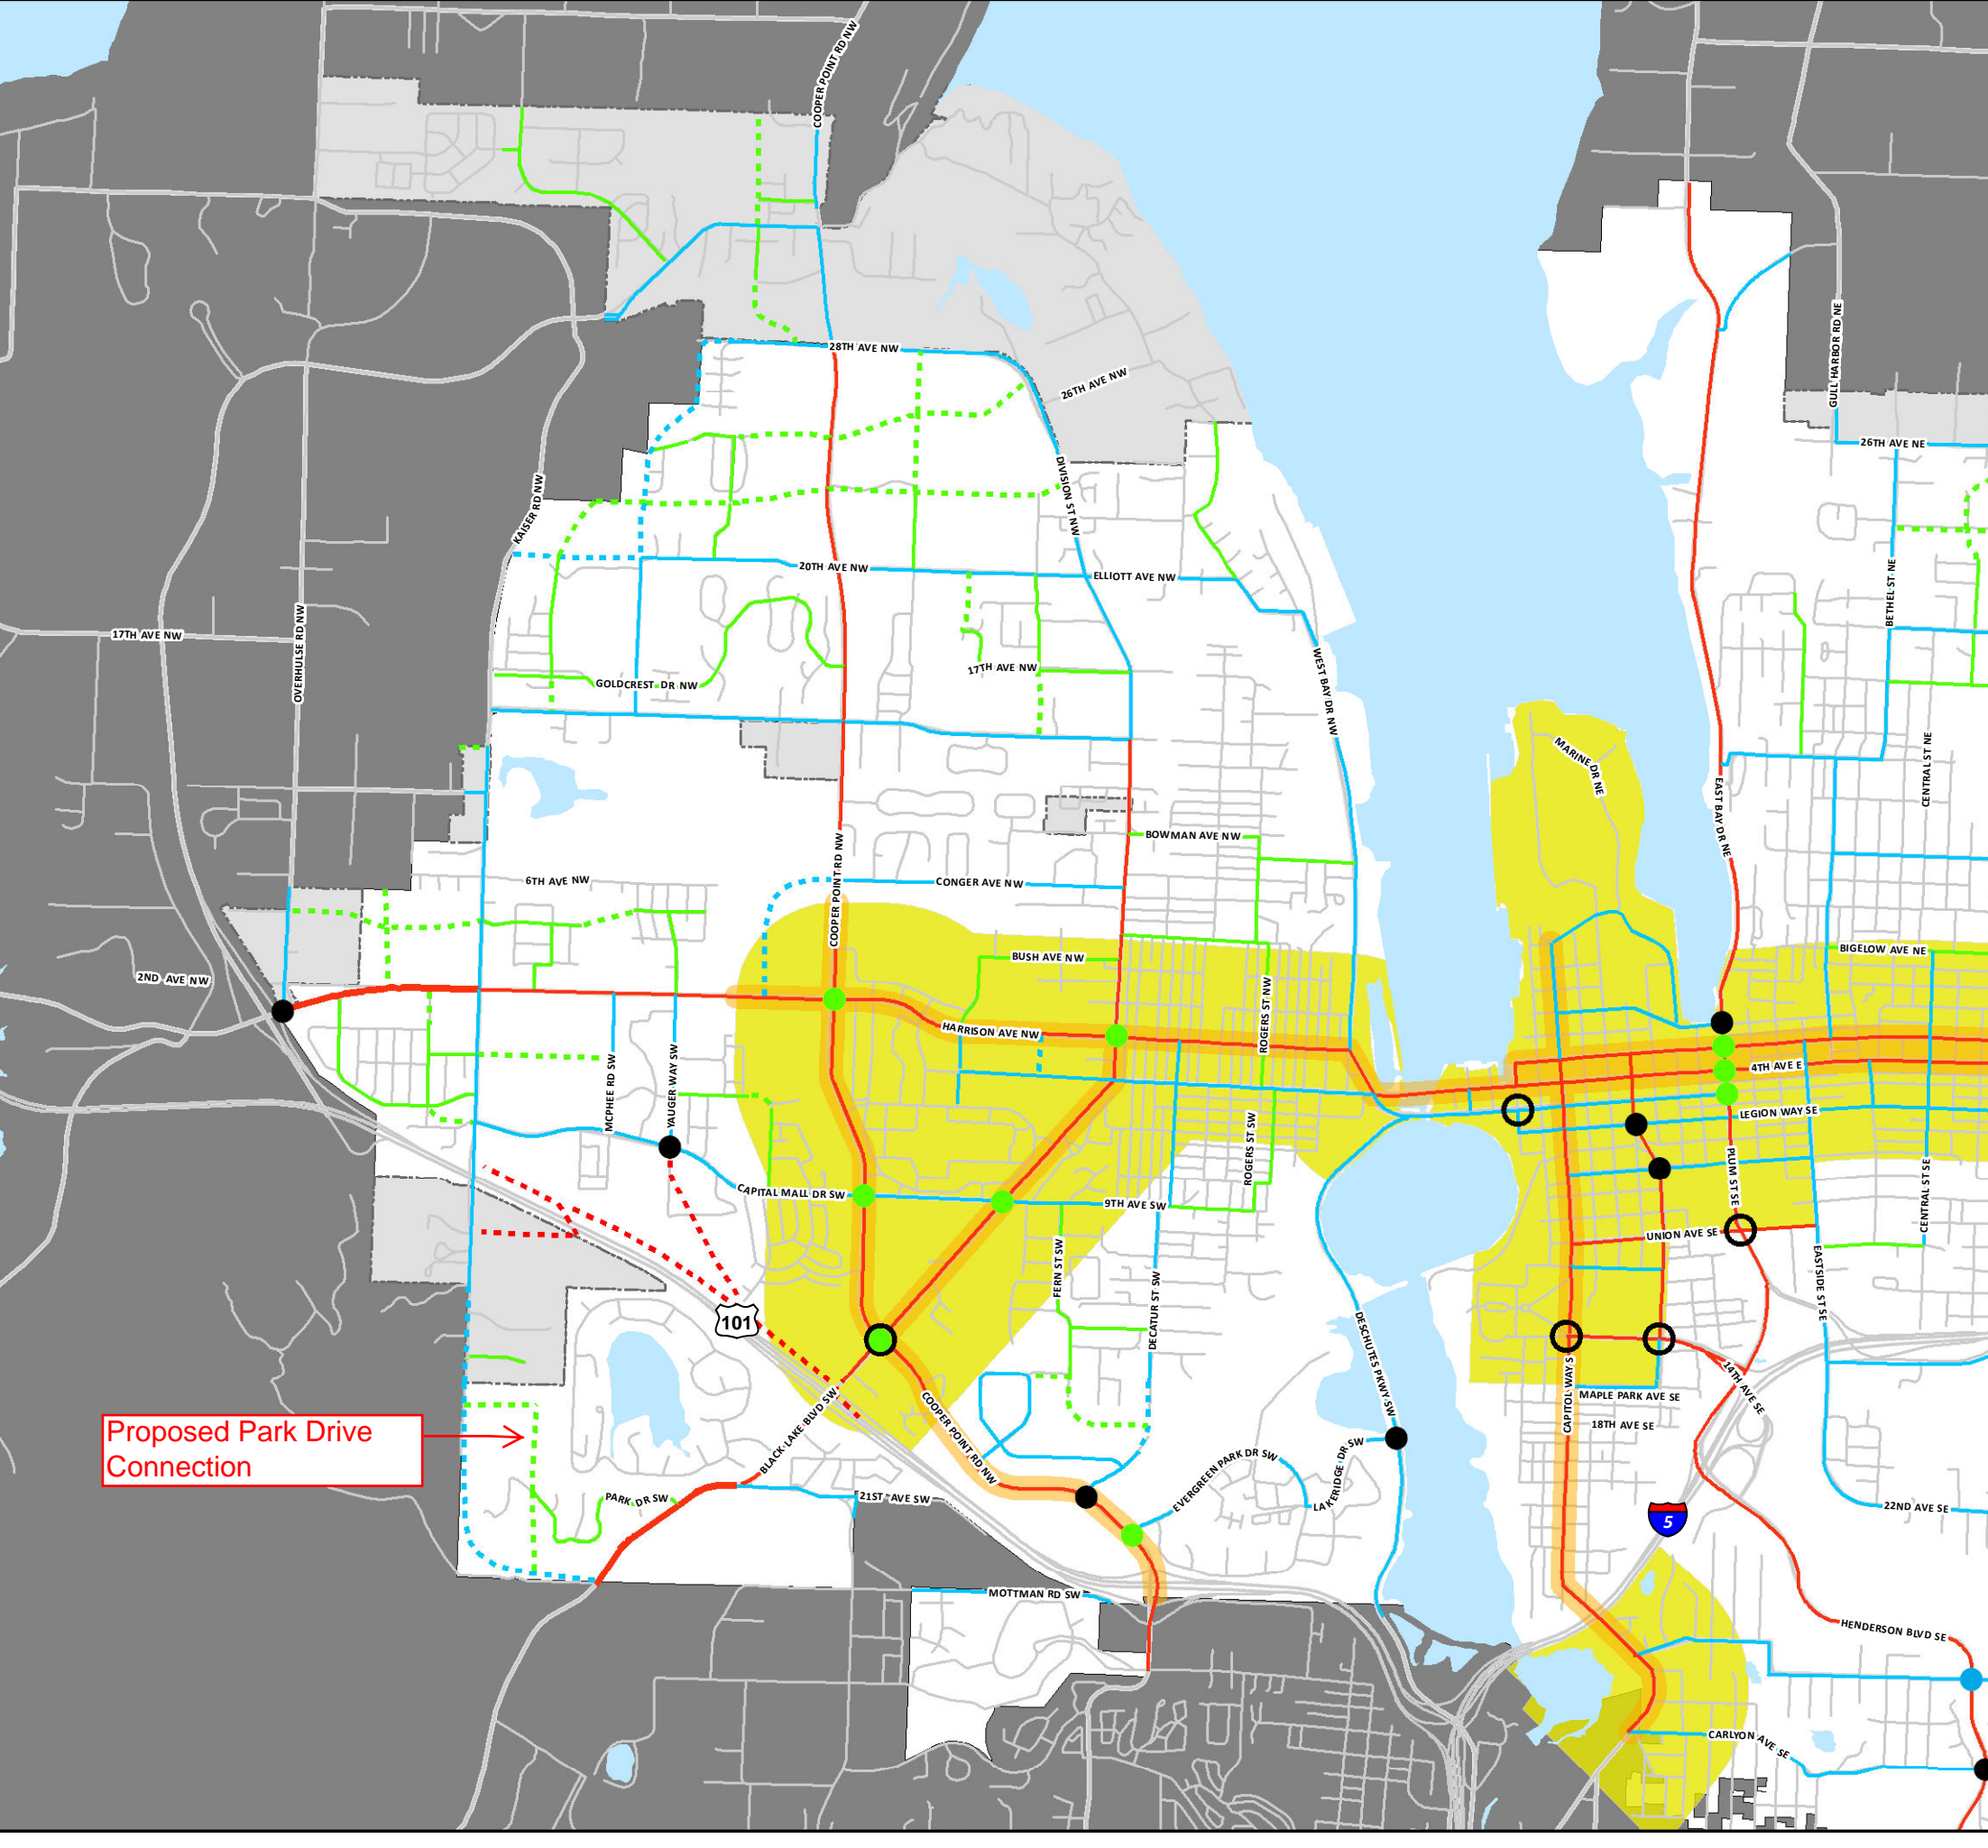 COOPER POINT RD NW
28TH AVE NW
26TH AVE NW
GULL HARBOR RD NE
26TH AVE NE
KAISER RD NW
DIVISION ST NW
20TH AVE NW
ELLIOTT AVE NW
BETHEL ST NE
17TH AVE NW
OVERHULSE RD NW
17TH AVE NW
GOLDCREST DR NW
WEST BAY DR NW
MARINE DR NE
CENTRAL ST NE
EAST BAY DR NE
BOWMAN AVE NW
COOPER POINT RD NW
6TH AVE NW
CONGER AVE NW
BUSH AVE NW
BIGELOW AVE NE
2ND AVE NW
ROGERS ST NW
HARRISON AVE NW
4TH AVE E
MCPHEE RD SW
YAUGER WAY SW
LEGION WAY SE
ROGERS ST SW
PLUM ST SE
CAPITAL MALL DR SW
9TH AVE SW
CENTRAL ST SE
UNION AVE SE
FERN ST SW
DECATUR ST SW
EASTSIDE ST SE
101
DESCHUTES PKWY SW
14TH AVE SE
MAPLE PARK AVE SE
CAPITOL WAY S
18TH AVE SE
Proposed Park Drive
Connection
BLACK LAKE BLVD SW
COOPER POINT RD NW
EVERGREEN PARK DR SW
LAKERIDGE DR SW
PARK DR SW
21ST AVE SW
22ND AVE SE
5
MOTTMAN RD SW
HENDERSON BLVD SE
CARLYON AVE SE